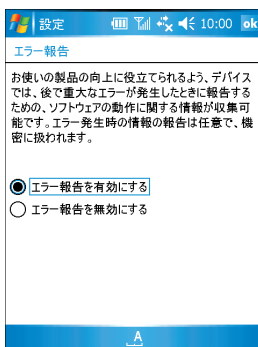 設定 10:00 ok
エラー報告
お使いの製品の向上に役立てられるよう、デバイス
では、後で重大なエラーが発生したときに報告する
ための、ソフトウェアの動作に関する情報が収集可
能です。エラー発生時の情報の報告は任意で、機
密に扱われます。
エラー報告を有効にする
エラー報告を無効にする
A